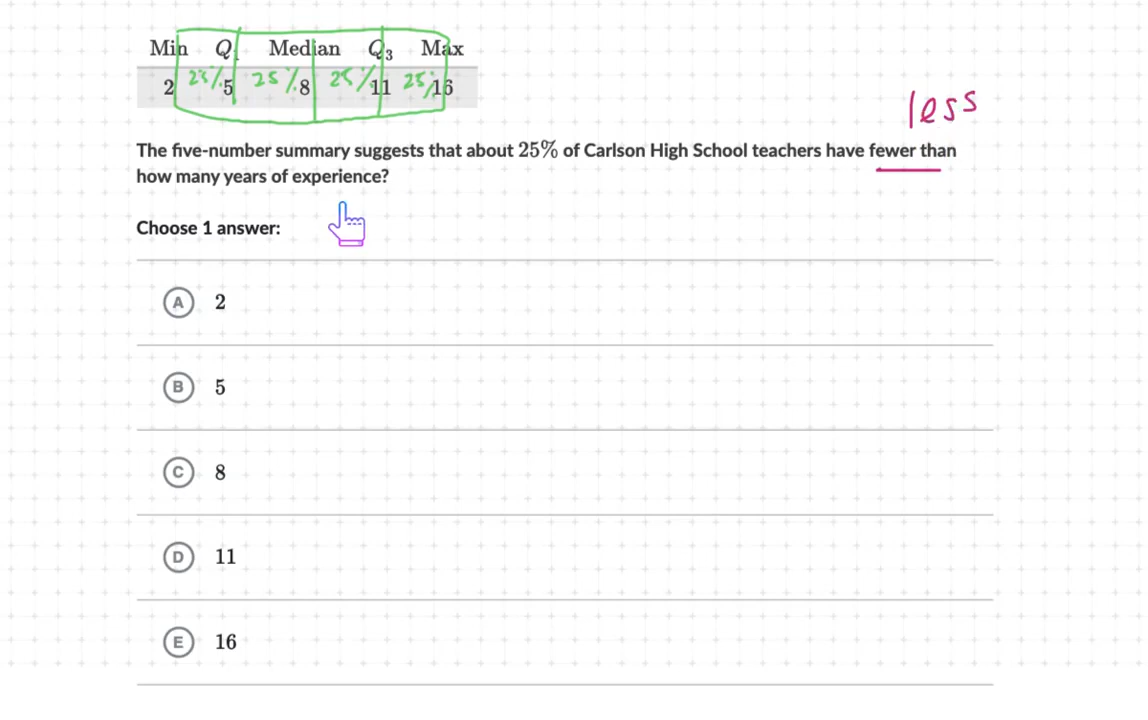 Min Q1 Median Q3 Max
2 25% 5 25% 8 25% 11 25% 16
less
The five-number summary suggests that about 25% of Carlson High School teachers have fewer than
how many years of experience?
Choose 1 answer:
A 2
B 5
C 8
D 11
E 16